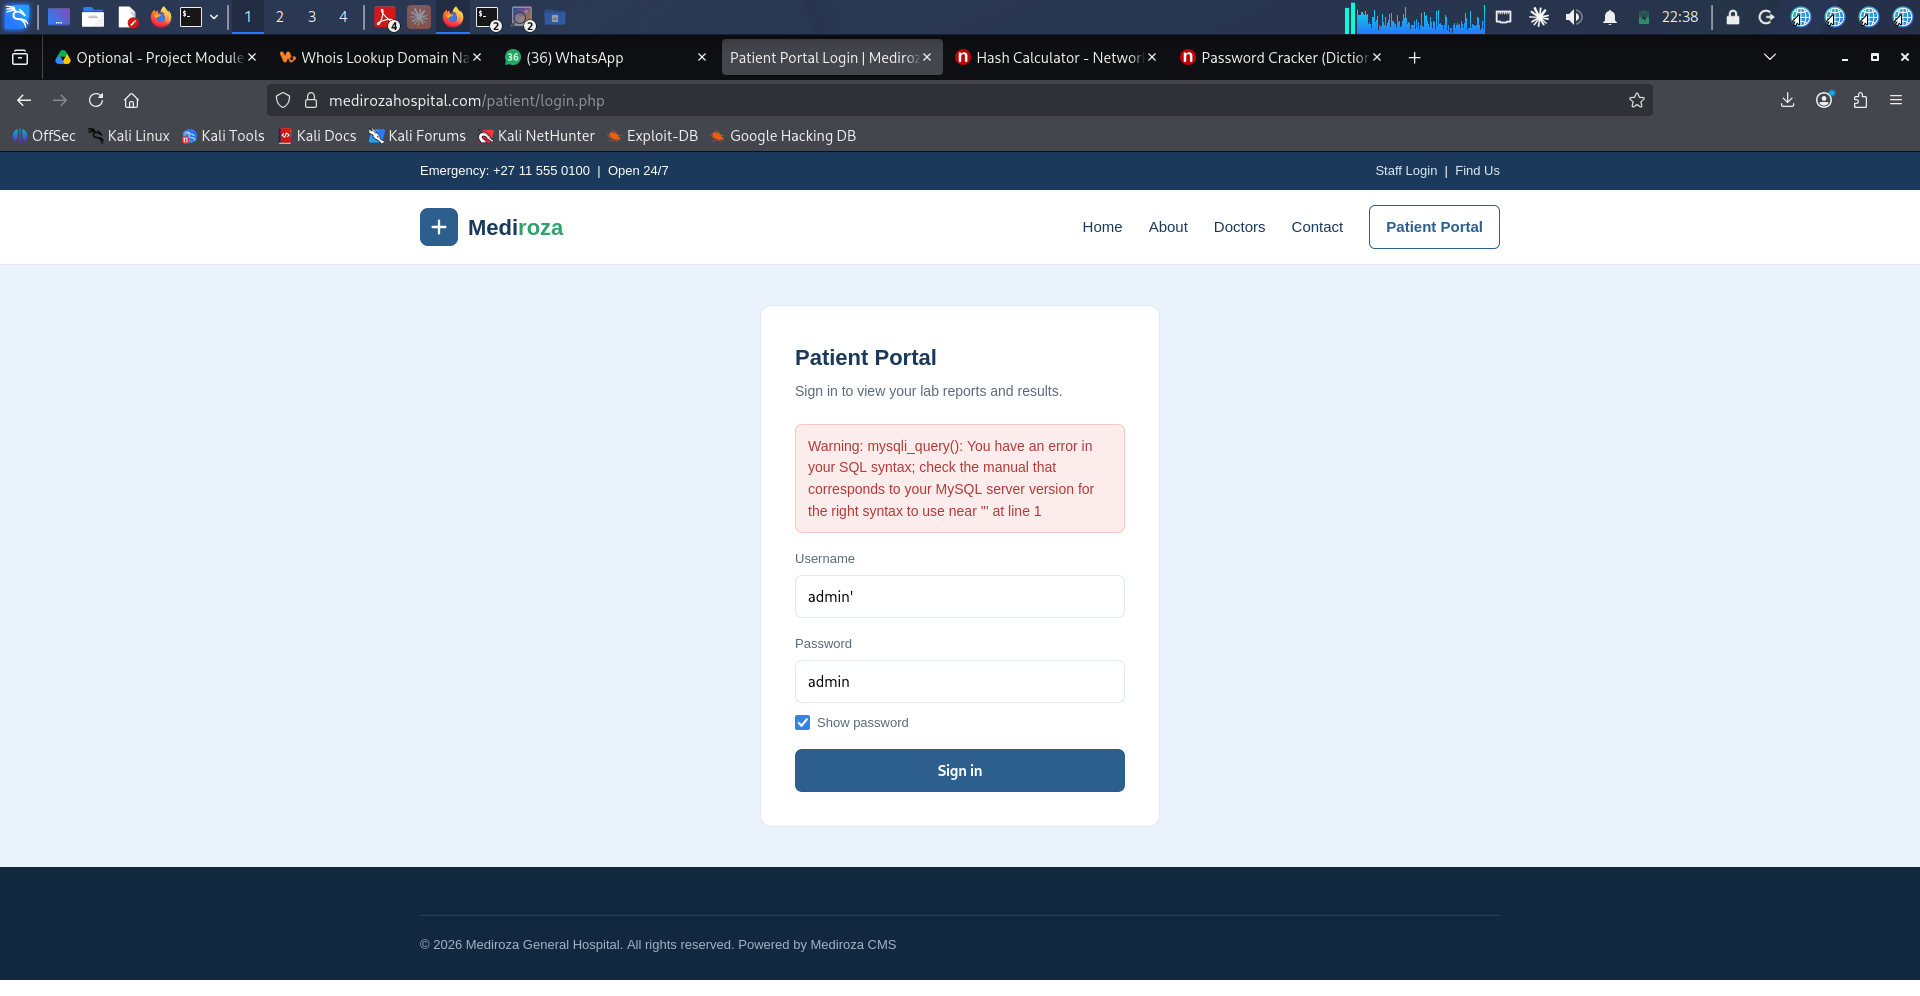 1 2 3 4 4 2 2 22:38
Optional - Project Module
Whois Lookup Domain Na
36 (36) WhatsApp
Patient Portal Login | Mediroz
Hash Calculator - Networ
Password Cracker (Diction
medirozahospital.com/patient/login.php
OffSec Kali Linux Kali Tools Kali Docs Kali Forums Kali NetHunter Exploit-DB Google Hacking DB
Emergency: +27 11 555 0100 | Open 24/7 Staff Login | Find Us
Mediroza Home About Doctors Contact Patient Portal
Patient Portal
Sign in to view your lab reports and results.
Warning: mysqli_query(): You have an error in
your SQL syntax; check the manual that
corresponds to your MySQL server version for
the right syntax to use near ''' at line 1
Username
admin'
Password
admin
Show password
Sign in
© 2026 Mediroza General Hospital. All rights reserved. Powered by Mediroza CMS